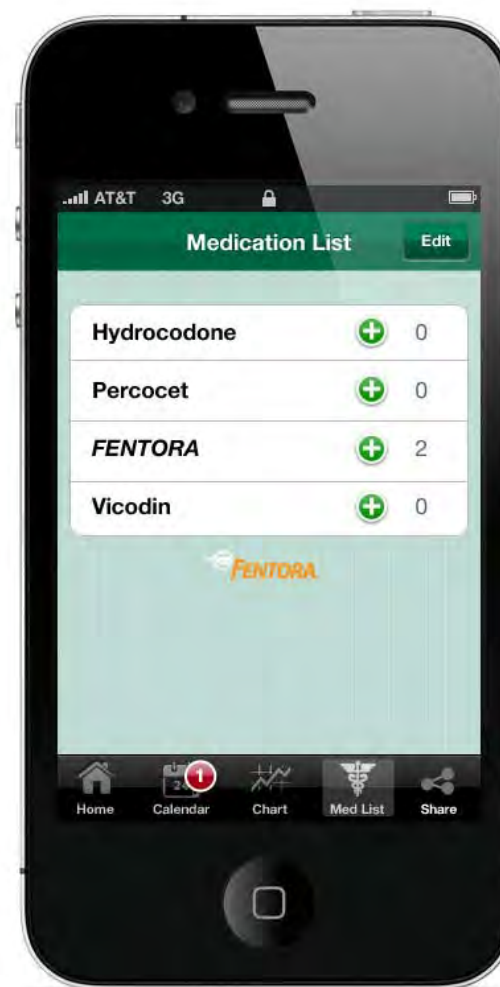 AT&T 3G
Medication List Edit
Hydrocodone 0
Percocet 0
FENTORA 2
Vicodin 0
FENTORA
1
Home Calendar Chart Med List Share